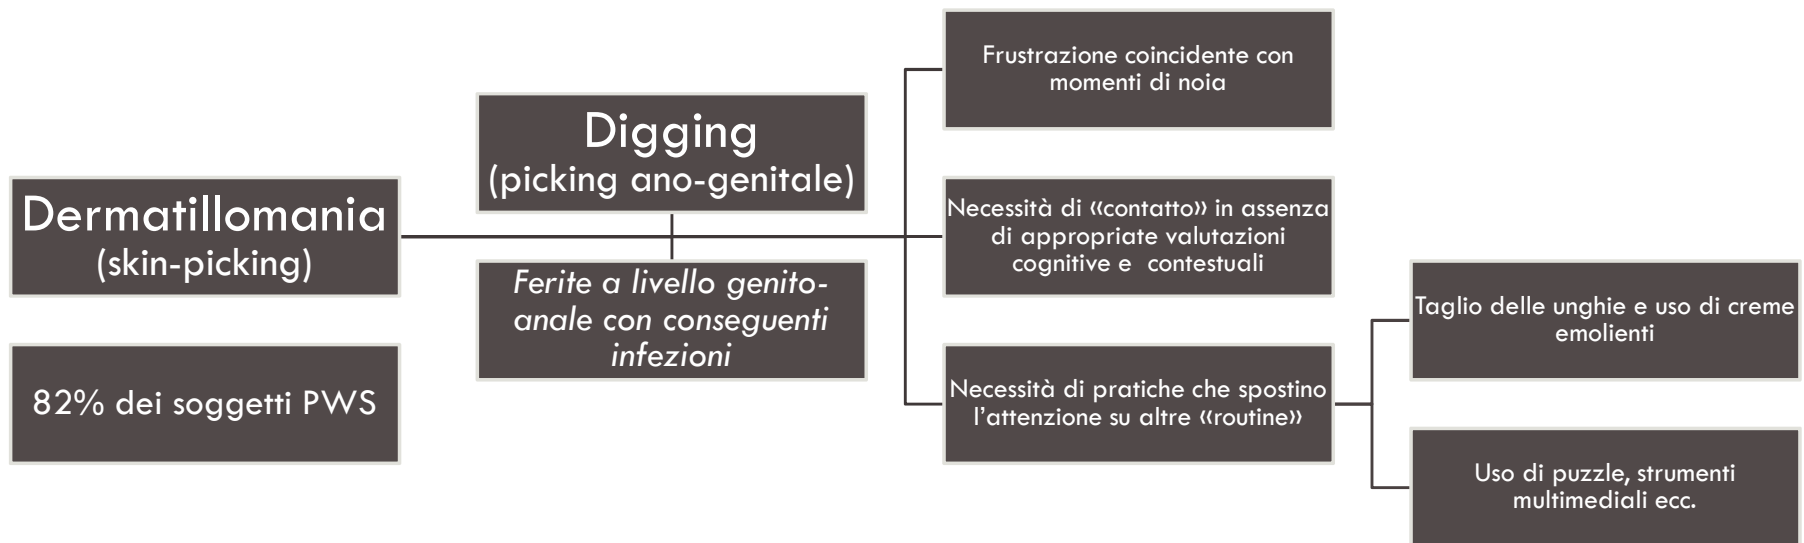 Dermatillomania
(skin-picking)
82% dei soggetti PWS
Digging
(picking ano-genitale)
Ferite a livello genito-
anale con conseguenti
infezioni
Frustrazione coincidente con
momenti di noia
Necessità di «contatto» in assenza
di appropriate valutazioni
cognitive e contestuali
Necessità di pratiche che spostino
l'attenzione su altre «routine»
Taglio delle unghie e uso di creme
emolienti
Uso di puzzle, strumenti
multimediali ecc.